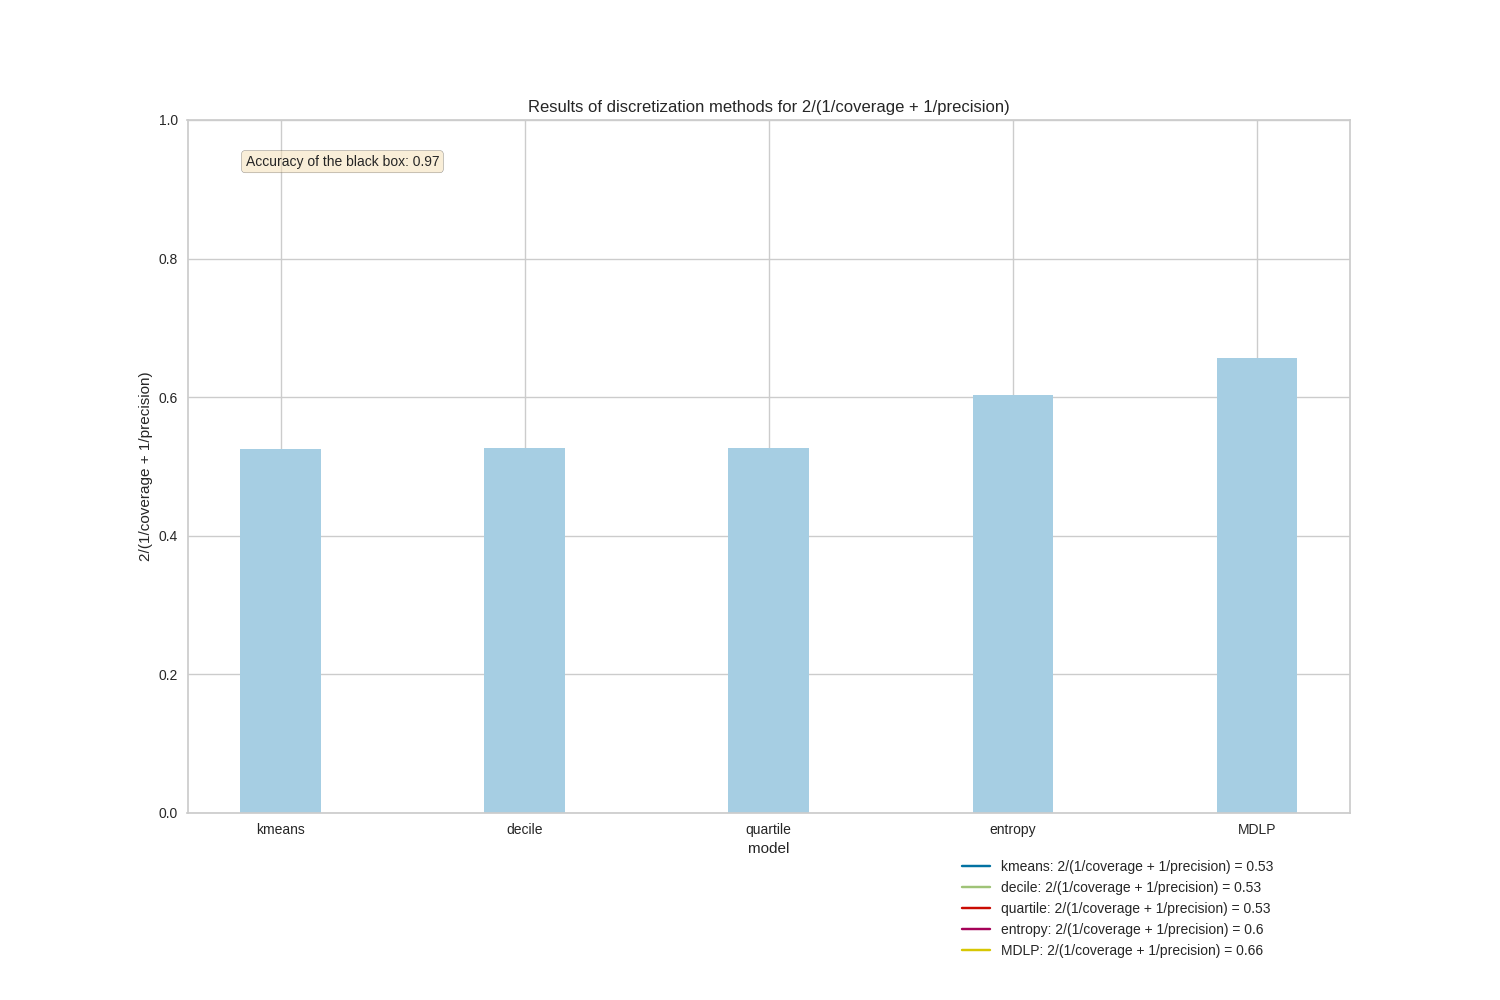 Results of discretization methods for 2/(1/coverage + 1/precision)
1.0
Accuracy of the black box: 0.97
0.8
0.6
0.4
0.2
0.0
2/(1/coverage + 1/precision)
kmeans
decile
quartile
entropy
MDLP
model
kmeans: 2/(1/coverage + 1/precision) = 0.53
decile: 2/(1/coverage + 1/precision) = 0.53
quartile: 2/(1/coverage + 1/precision) = 0.53
entropy: 2/(1/coverage + 1/precision) = 0.6
MDLP: 2/(1/coverage + 1/precision) = 0.66